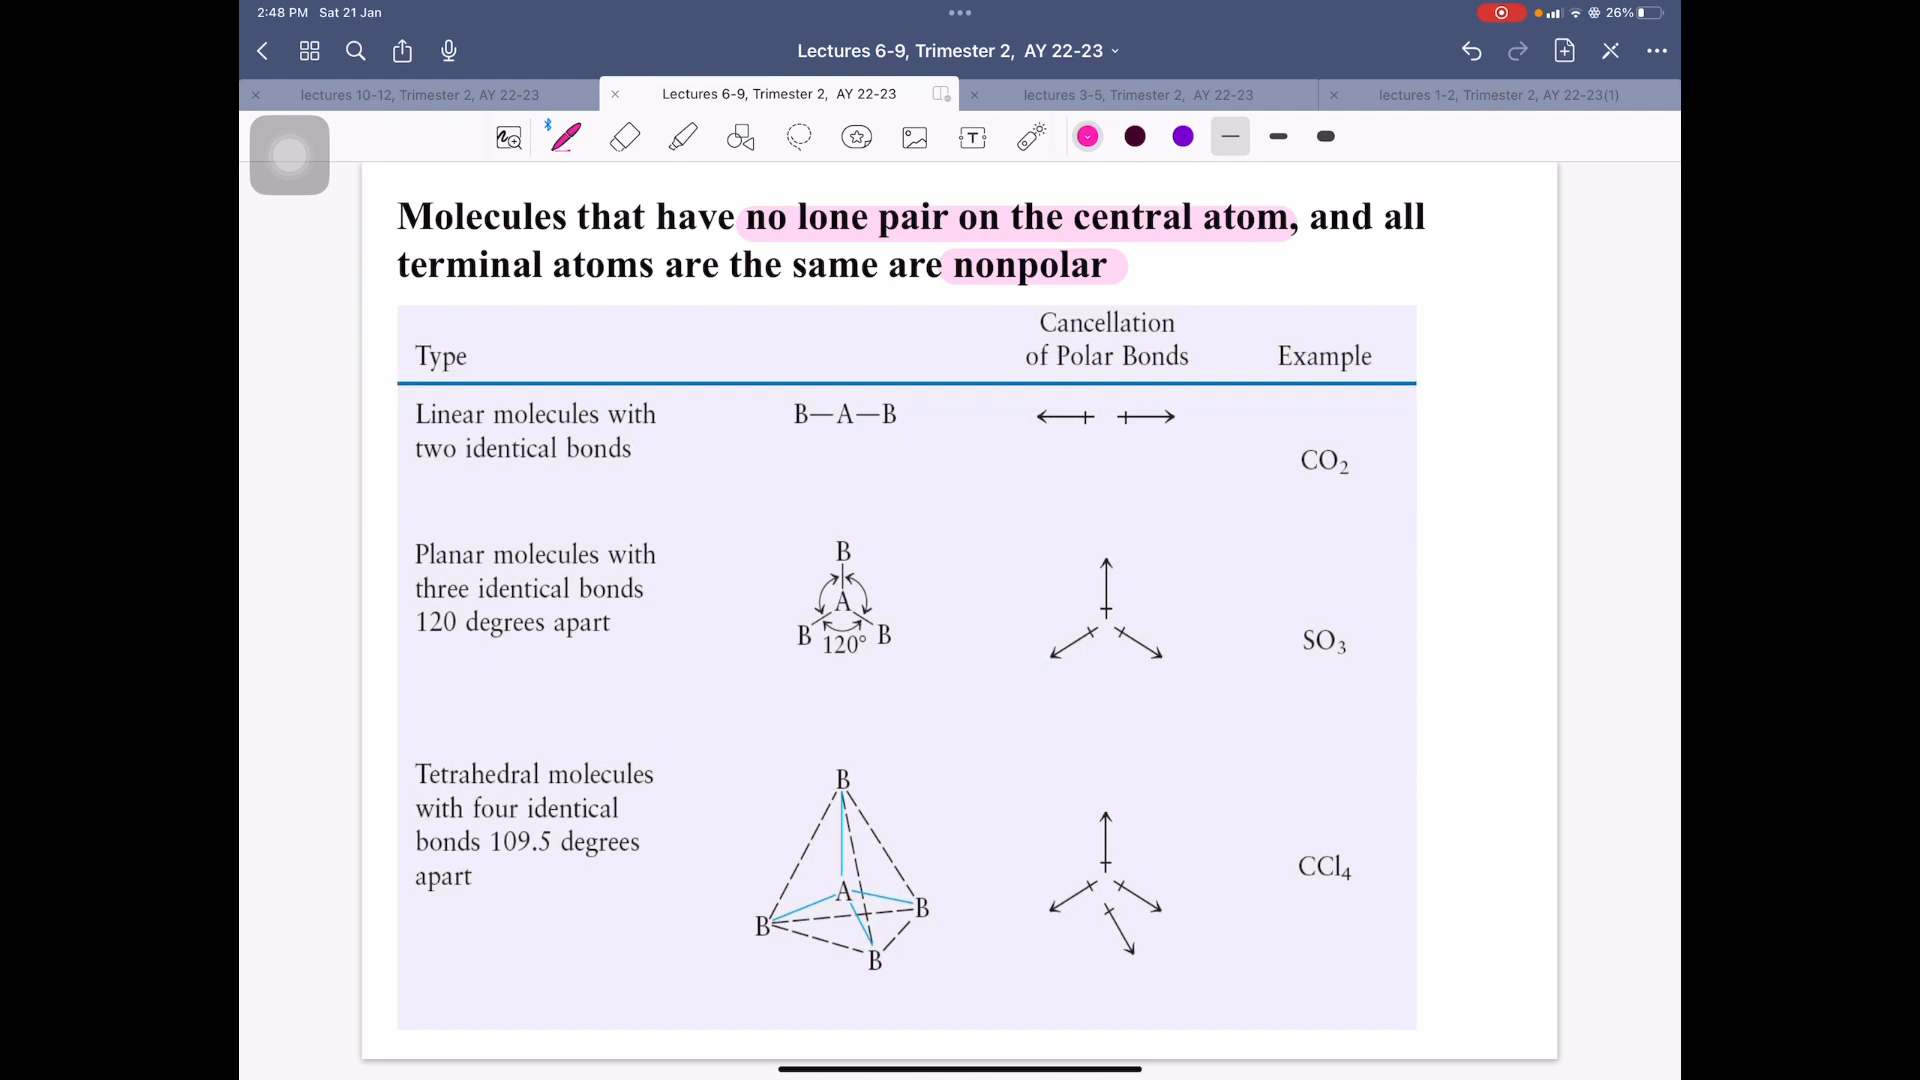 2:48 PM Sat 21 Jan
26%
Lectures 6-9, Trimester 2, AY 22-23
lectures 10-12, Trimester 2, AY 22-23
Lectures 6-9, Trimester 2, AY 22-23
lectures 3-5, Trimester 2, AY 22-23
lectures 1-2, Trimester 2, AY 22-23(1)
T
Molecules that have no lone pair on the central atom, and all
terminal atoms are the same are nonpolar
Type
Cancellation
of Polar Bonds
Example
Linear molecules with
two identical bonds
B—A—B
CO₂
Planar molecules with
three identical bonds
120 degrees apart
B
A
B B
120°
SO₃
Tetrahedral molecules
with four identical
bonds 109.5 degrees
apart
B
A
B
B
B
CCl₄